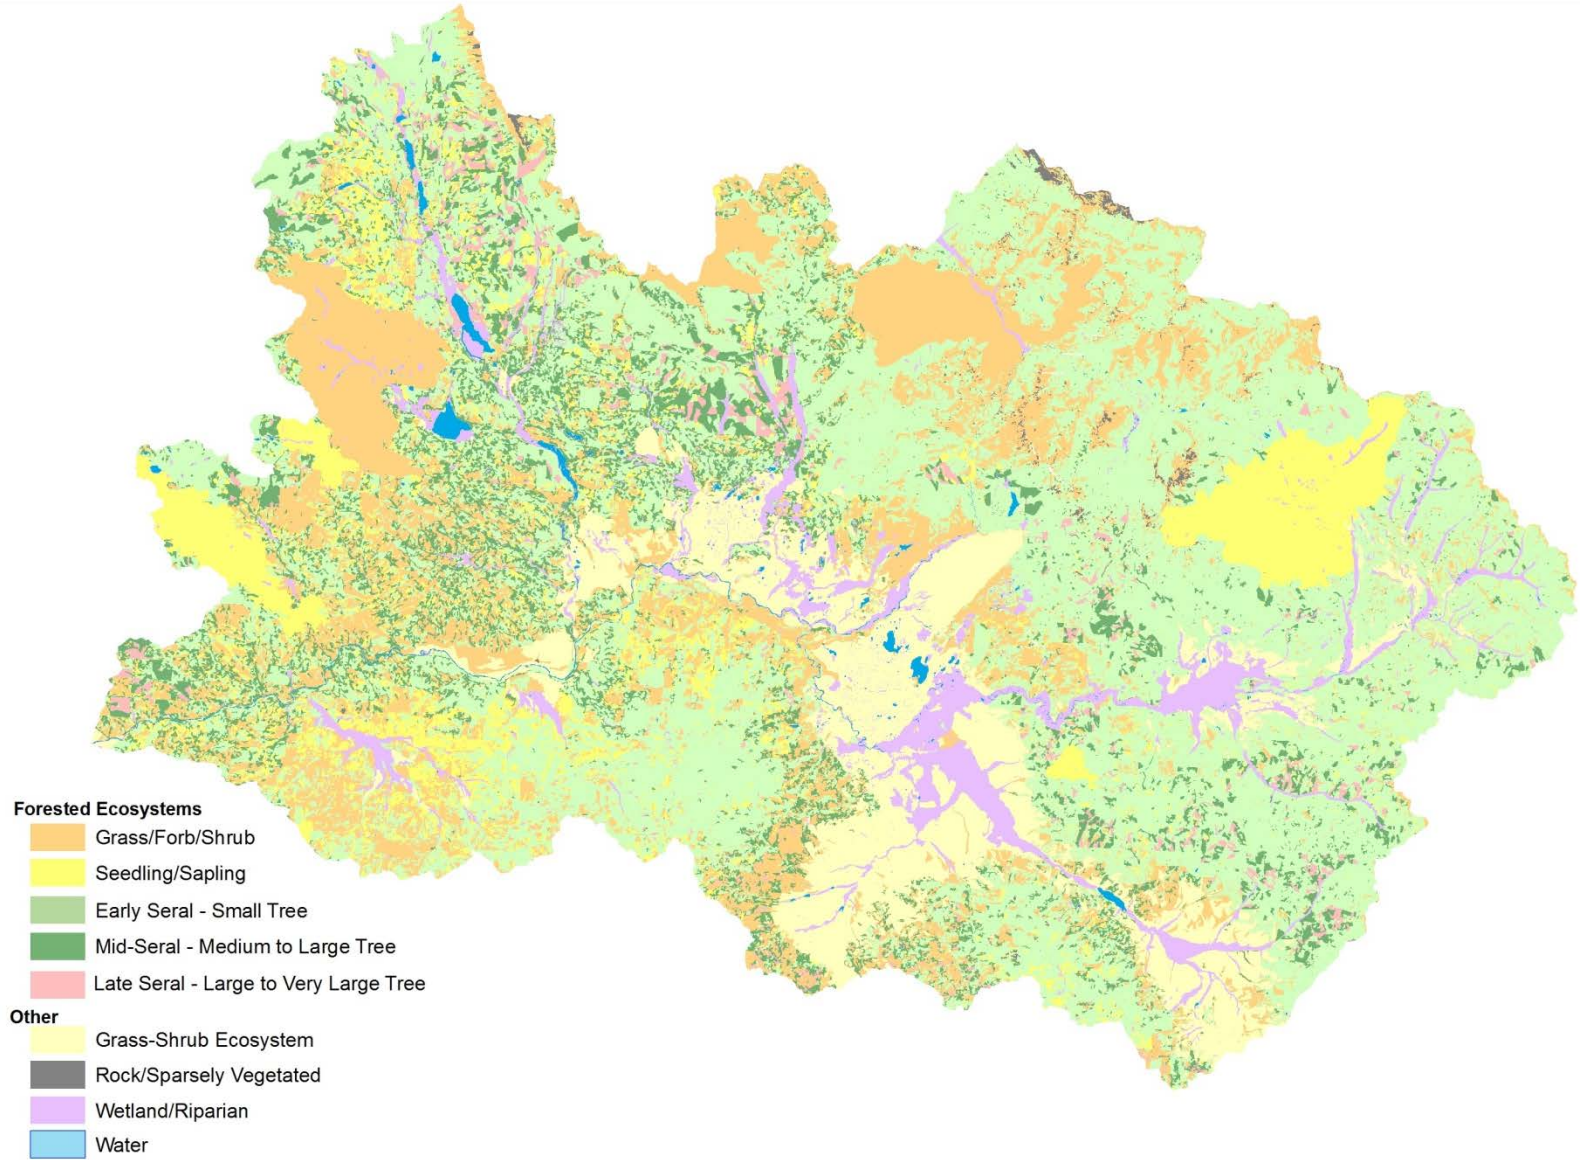 Forested Ecosystems
Grass/Forb/Shrub
Seedling/Sapling
Early Seral - Small Tree
Mid-Seral - Medium to Large Tree
Late Seral - Large to Very Large Tree
Other
Grass-Shrub Ecosystem
Rock/Sparsely Vegetated
Wetland/Riparian
Water